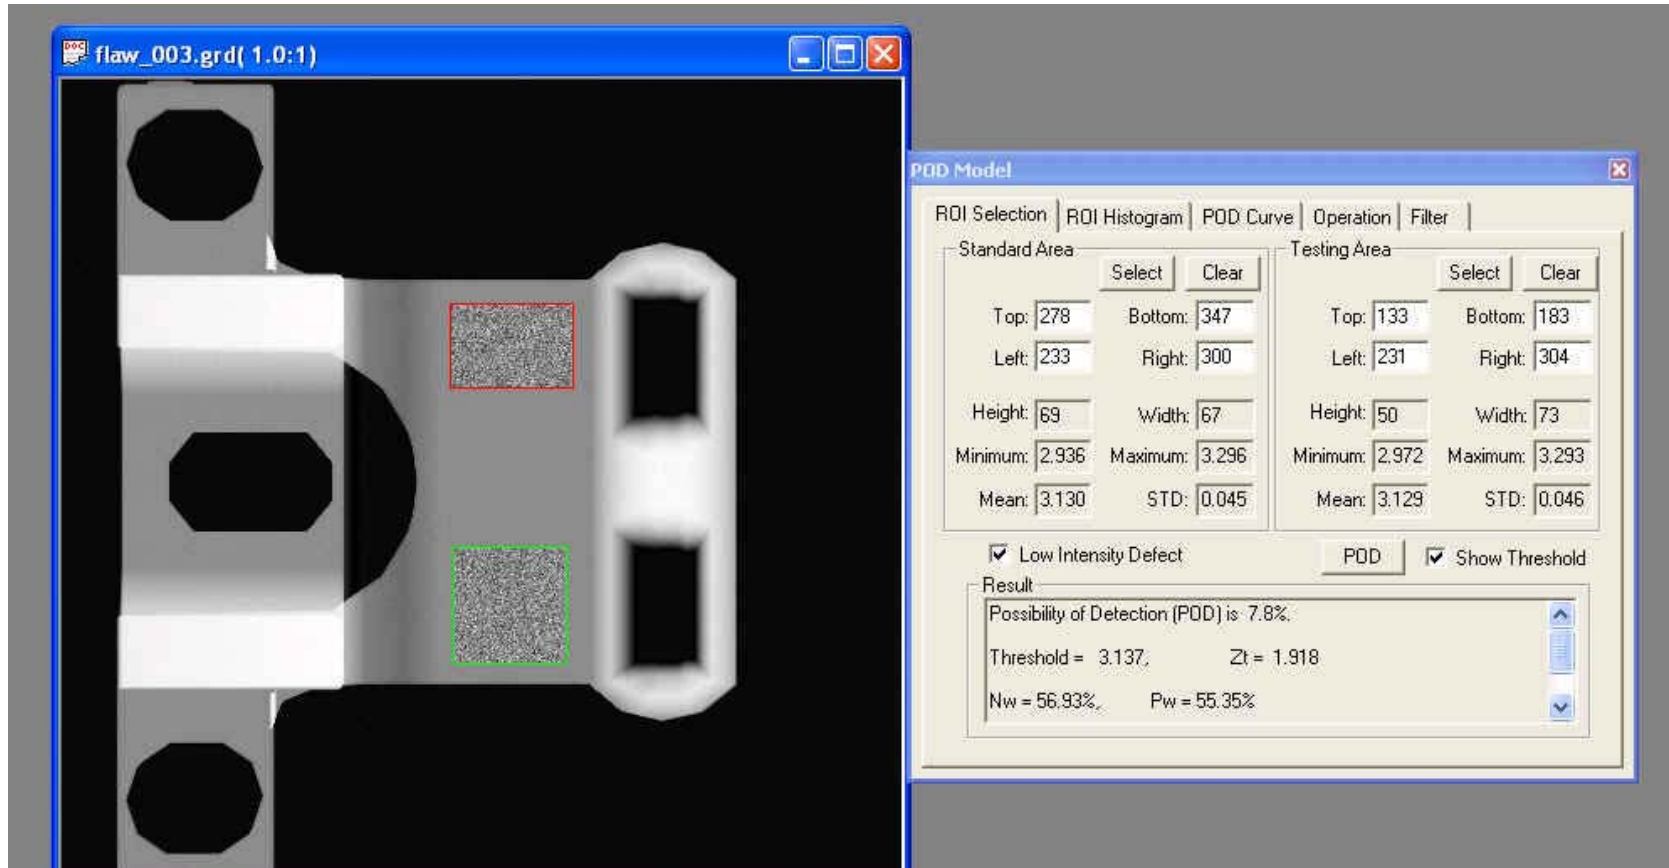 flaw_003.grd( 1.0:1)
POD Model
ROI Selection ROI Histogram POD Curve Operation Filter
Standard Area Testing Area
Select Clear Select Clear
Top: 278 Bottom: 347 Top: 133 Bottom: 183
Left: 233 Right: 300 Left: 231 Right: 304
Height: 69 Width: 67 Height: 50 Width: 73
Minimum: 2.936 Maximum: 3.296 Minimum: 2.972 Maximum: 3.293
Mean: 3.130 STD: 0.045 Mean: 3.129 STD: 0.046
Low Intensity Defect POD Show Threshold
Result
Possibility of Detection (POD) is 7.8%.
Threshold = 3.137, Zt = 1.918
Nw = 56.93%, Pw = 55.35%